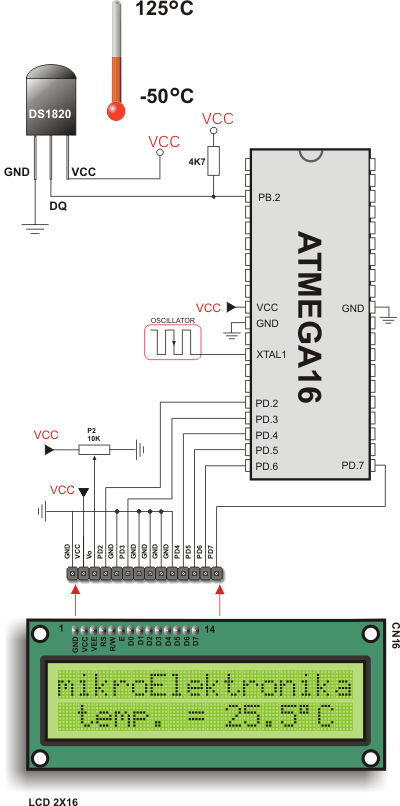 125°C
-50°C
DS1820
GND
VCC
DQ
VCC
VCC
4K7
ATMEGA16
PB.2
VCC
VCC
GND
GND
OSCILLATOR
XTAL1
PD.2
PD.3
PD.4
PD.5
PD.6
PD.7
P2
10K
VCC
VCC
GND VCC Vo PD2 GND PD3 GND GND GND GND PD4 PD5 PD6 PD7
1 14
GND VCC VEE RS R/W E D0 D1 D2 D3 D4 D5 D6 D7
CN16
mikroElektronika
temp. = 25.5°C
LCD 2X16